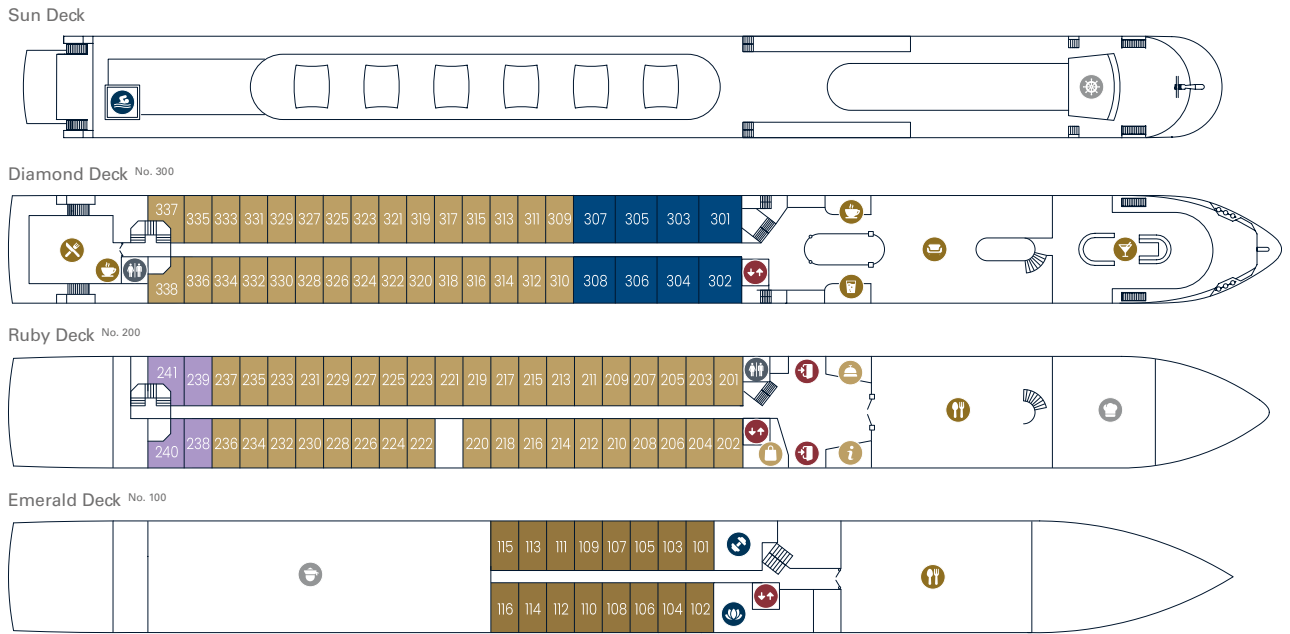 Sun Deck
Diamond Deck No. 300
337 335 333 331 329 327 325 323 321 319 317 315 313 311 309 307 305 303 301
338 336 334 332 330 328 326 324 322 320 318 316 314 312 310 308 306 304 302
Ruby Deck No. 200
241 239 237 235 233 231 229 227 225 223 221 219 217 215 213 211 209 207 205 203 201
240 238 236 234 232 230 228 226 224 222 220 218 216 214 212 210 208 206 204 202
i
Emerald Deck No. 100
115 113 111 109 107 105 103 101
116 114 112 110 108 106 104 102